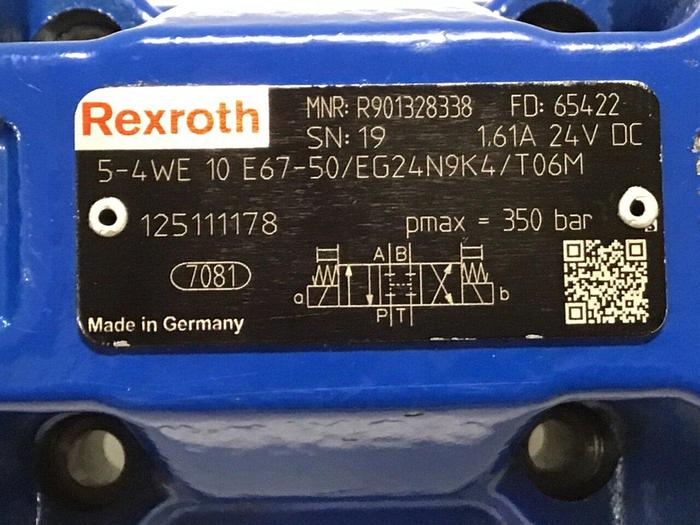 Rexroth
MNR: R901328338 FD: 65422
SN: 19 1.61A 24V DC
5-4WE 10 E67-50/EG24N9K4/T06M
125111178 pmax = 350 bar
7081
A B
a b
P T
Made in Germany